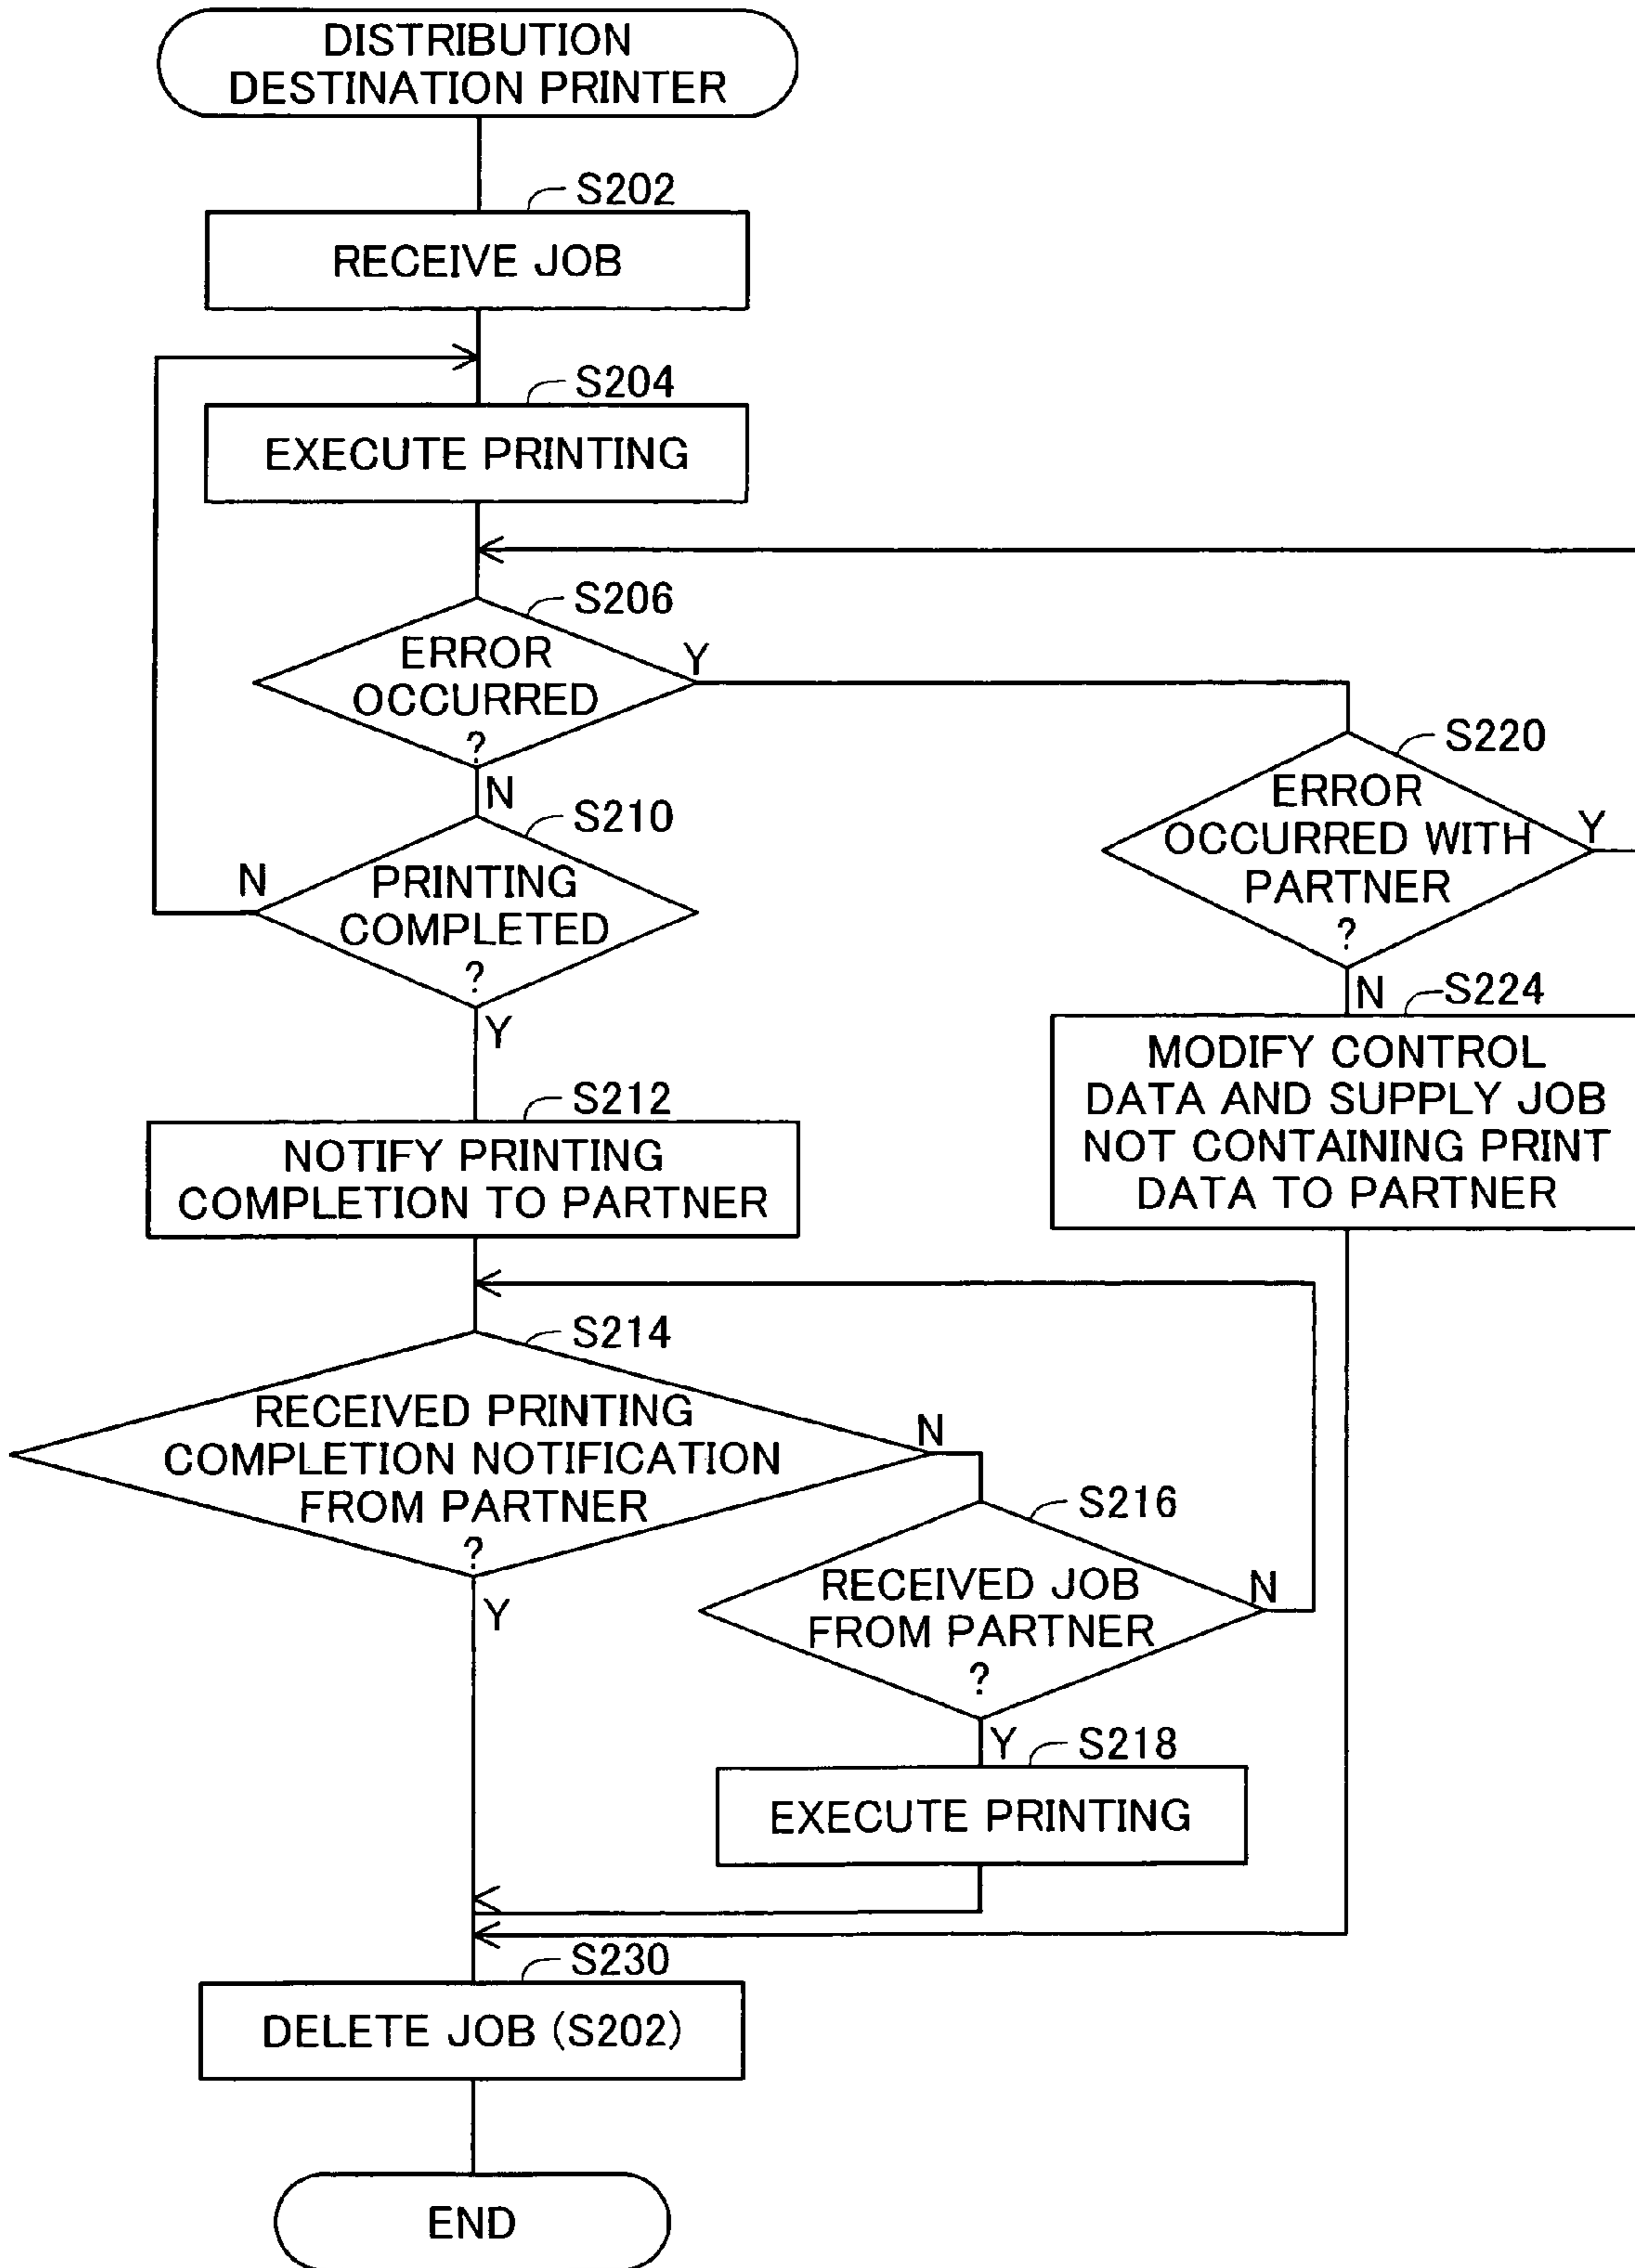 DISTRIBUTION
DESTINATION PRINTER
S202
RECEIVE JOB
S204
EXECUTE PRINTING
S206
ERROR
OCCURRED
?
Y
N
S220
ERROR
OCCURRED WITH
PARTNER
?
Y
N
S210
PRINTING
COMPLETED
?
N
Y
S224
MODIFY CONTROL
DATA AND SUPPLY JOB
NOT CONTAINING PRINT
DATA TO PARTNER
S212
NOTIFY PRINTING
COMPLETION TO PARTNER
S214
RECEIVED PRINTING
COMPLETION NOTIFICATION
FROM PARTNER
?
N
Y
S216
RECEIVED JOB
FROM PARTNER
?
N
Y
S218
EXECUTE PRINTING
S230
DELETE JOB (S202)
END